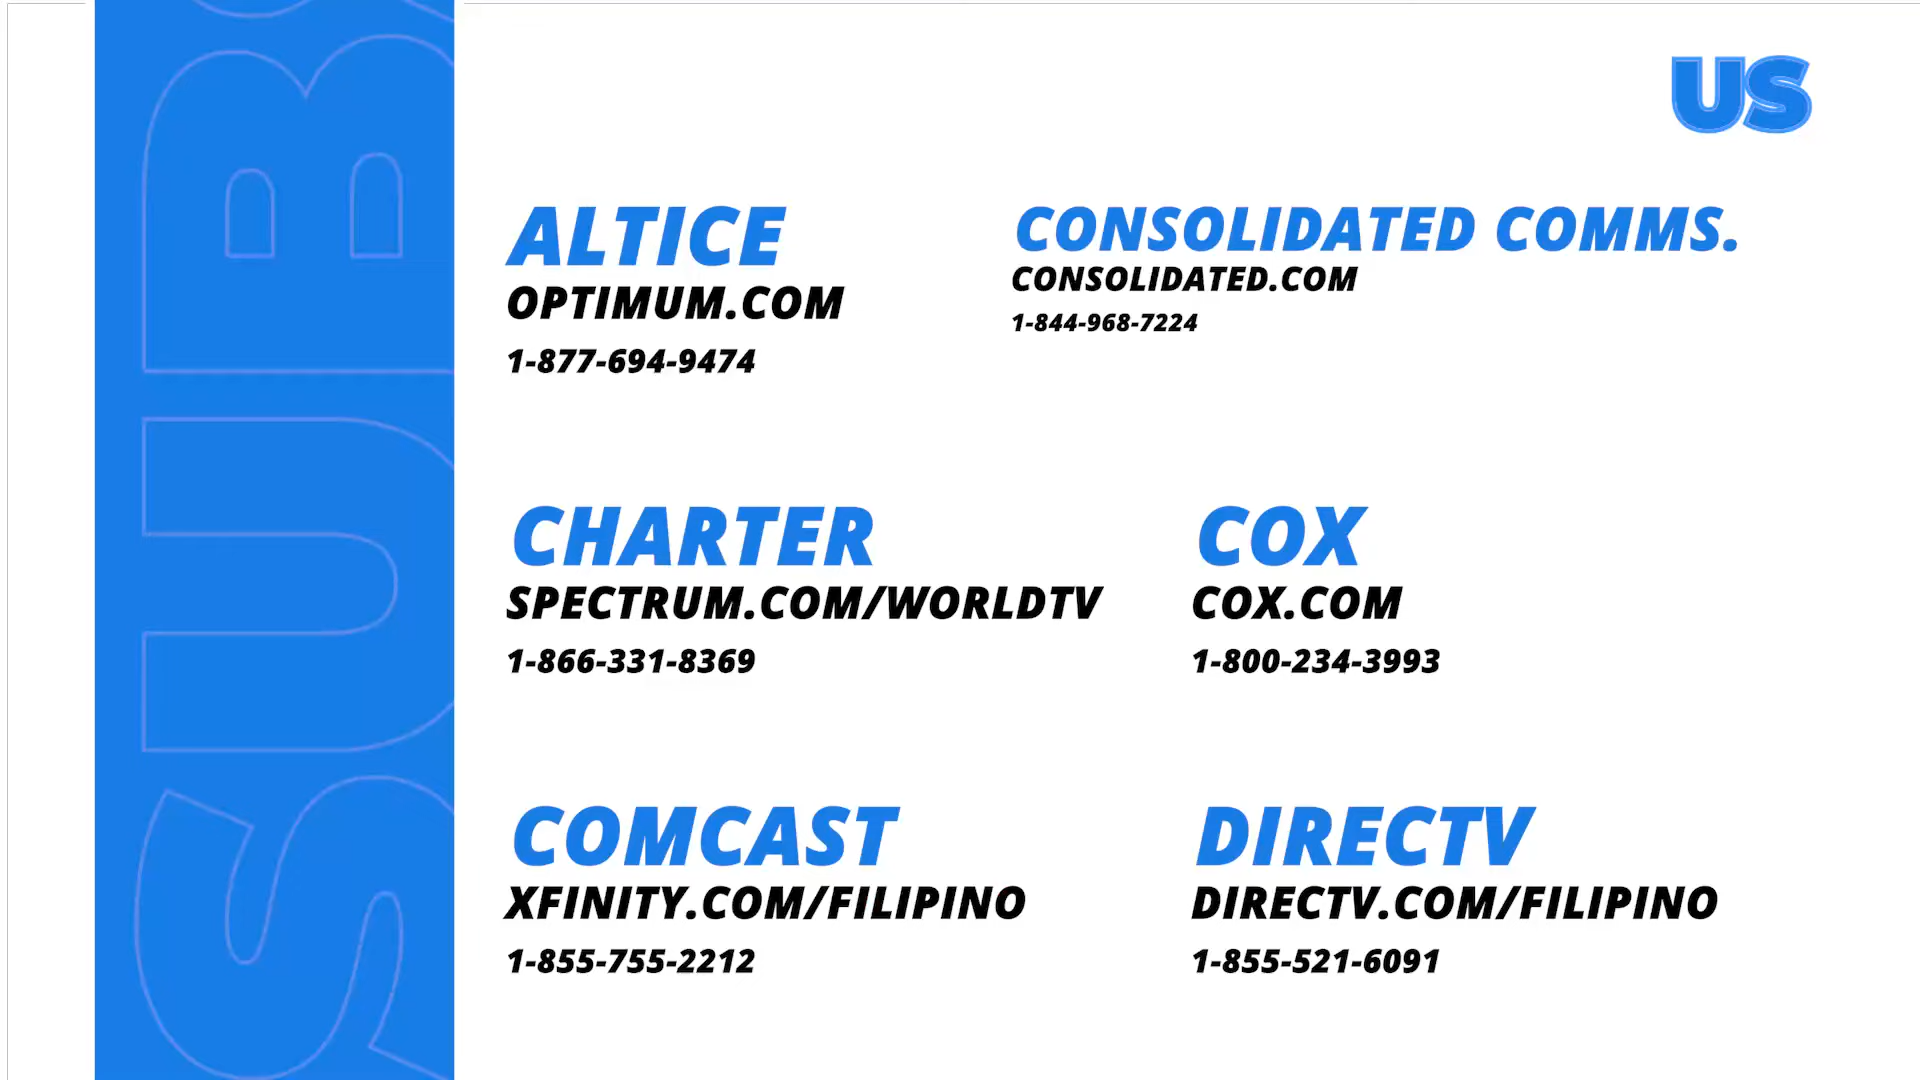 SUB
US
ALTICE
OPTIMUM.COM
1-877-694-9474
CONSOLIDATED COMMS.
CONSOLIDATED.COM
1-844-968-7224
CHARTER
SPECTRUM.COM/WORLDTV
1-866-331-8369
COX
COX.COM
1-800-234-3993
COMCAST
XFINITY.COM/FILIPINO
1-855-755-2212
DIRECTV
DIRECTV.COM/FILIPINO
1-855-521-6091